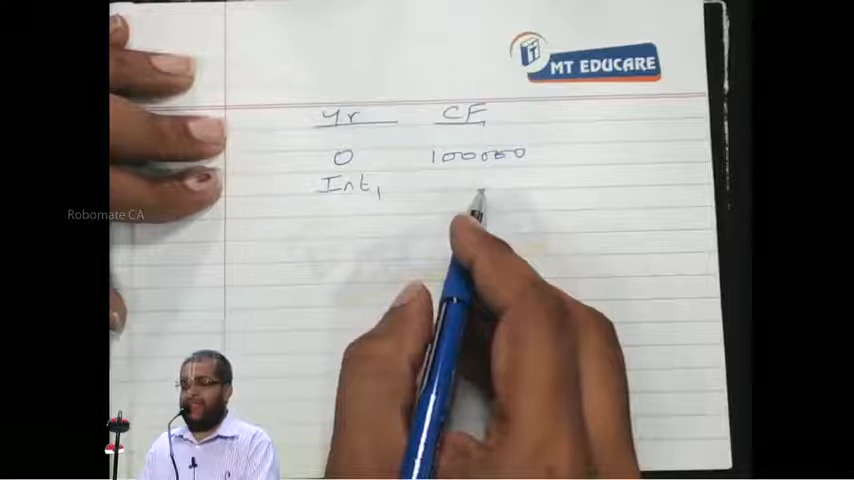 MT EDUCARE
Yr CF
0 100000
Int1
Robomate CA